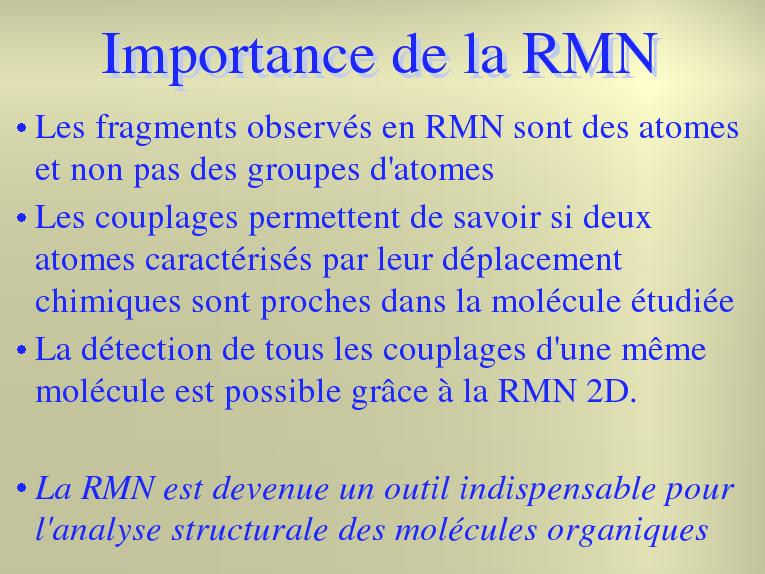 Importance de la RMN
• Les fragments observés en RMN sont des atomes
et non pas des groupes d'atomes
• Les couplages permettent de savoir si deux
atomes caractérisés par leur déplacement
chimiques sont proches dans la molécule étudiée
• La détection de tous les couplages d'une même
molécule est possible grâce à la RMN 2D.
• La RMN est devenue un outil indispensable pour
l'analyse structurale des molécules organiques